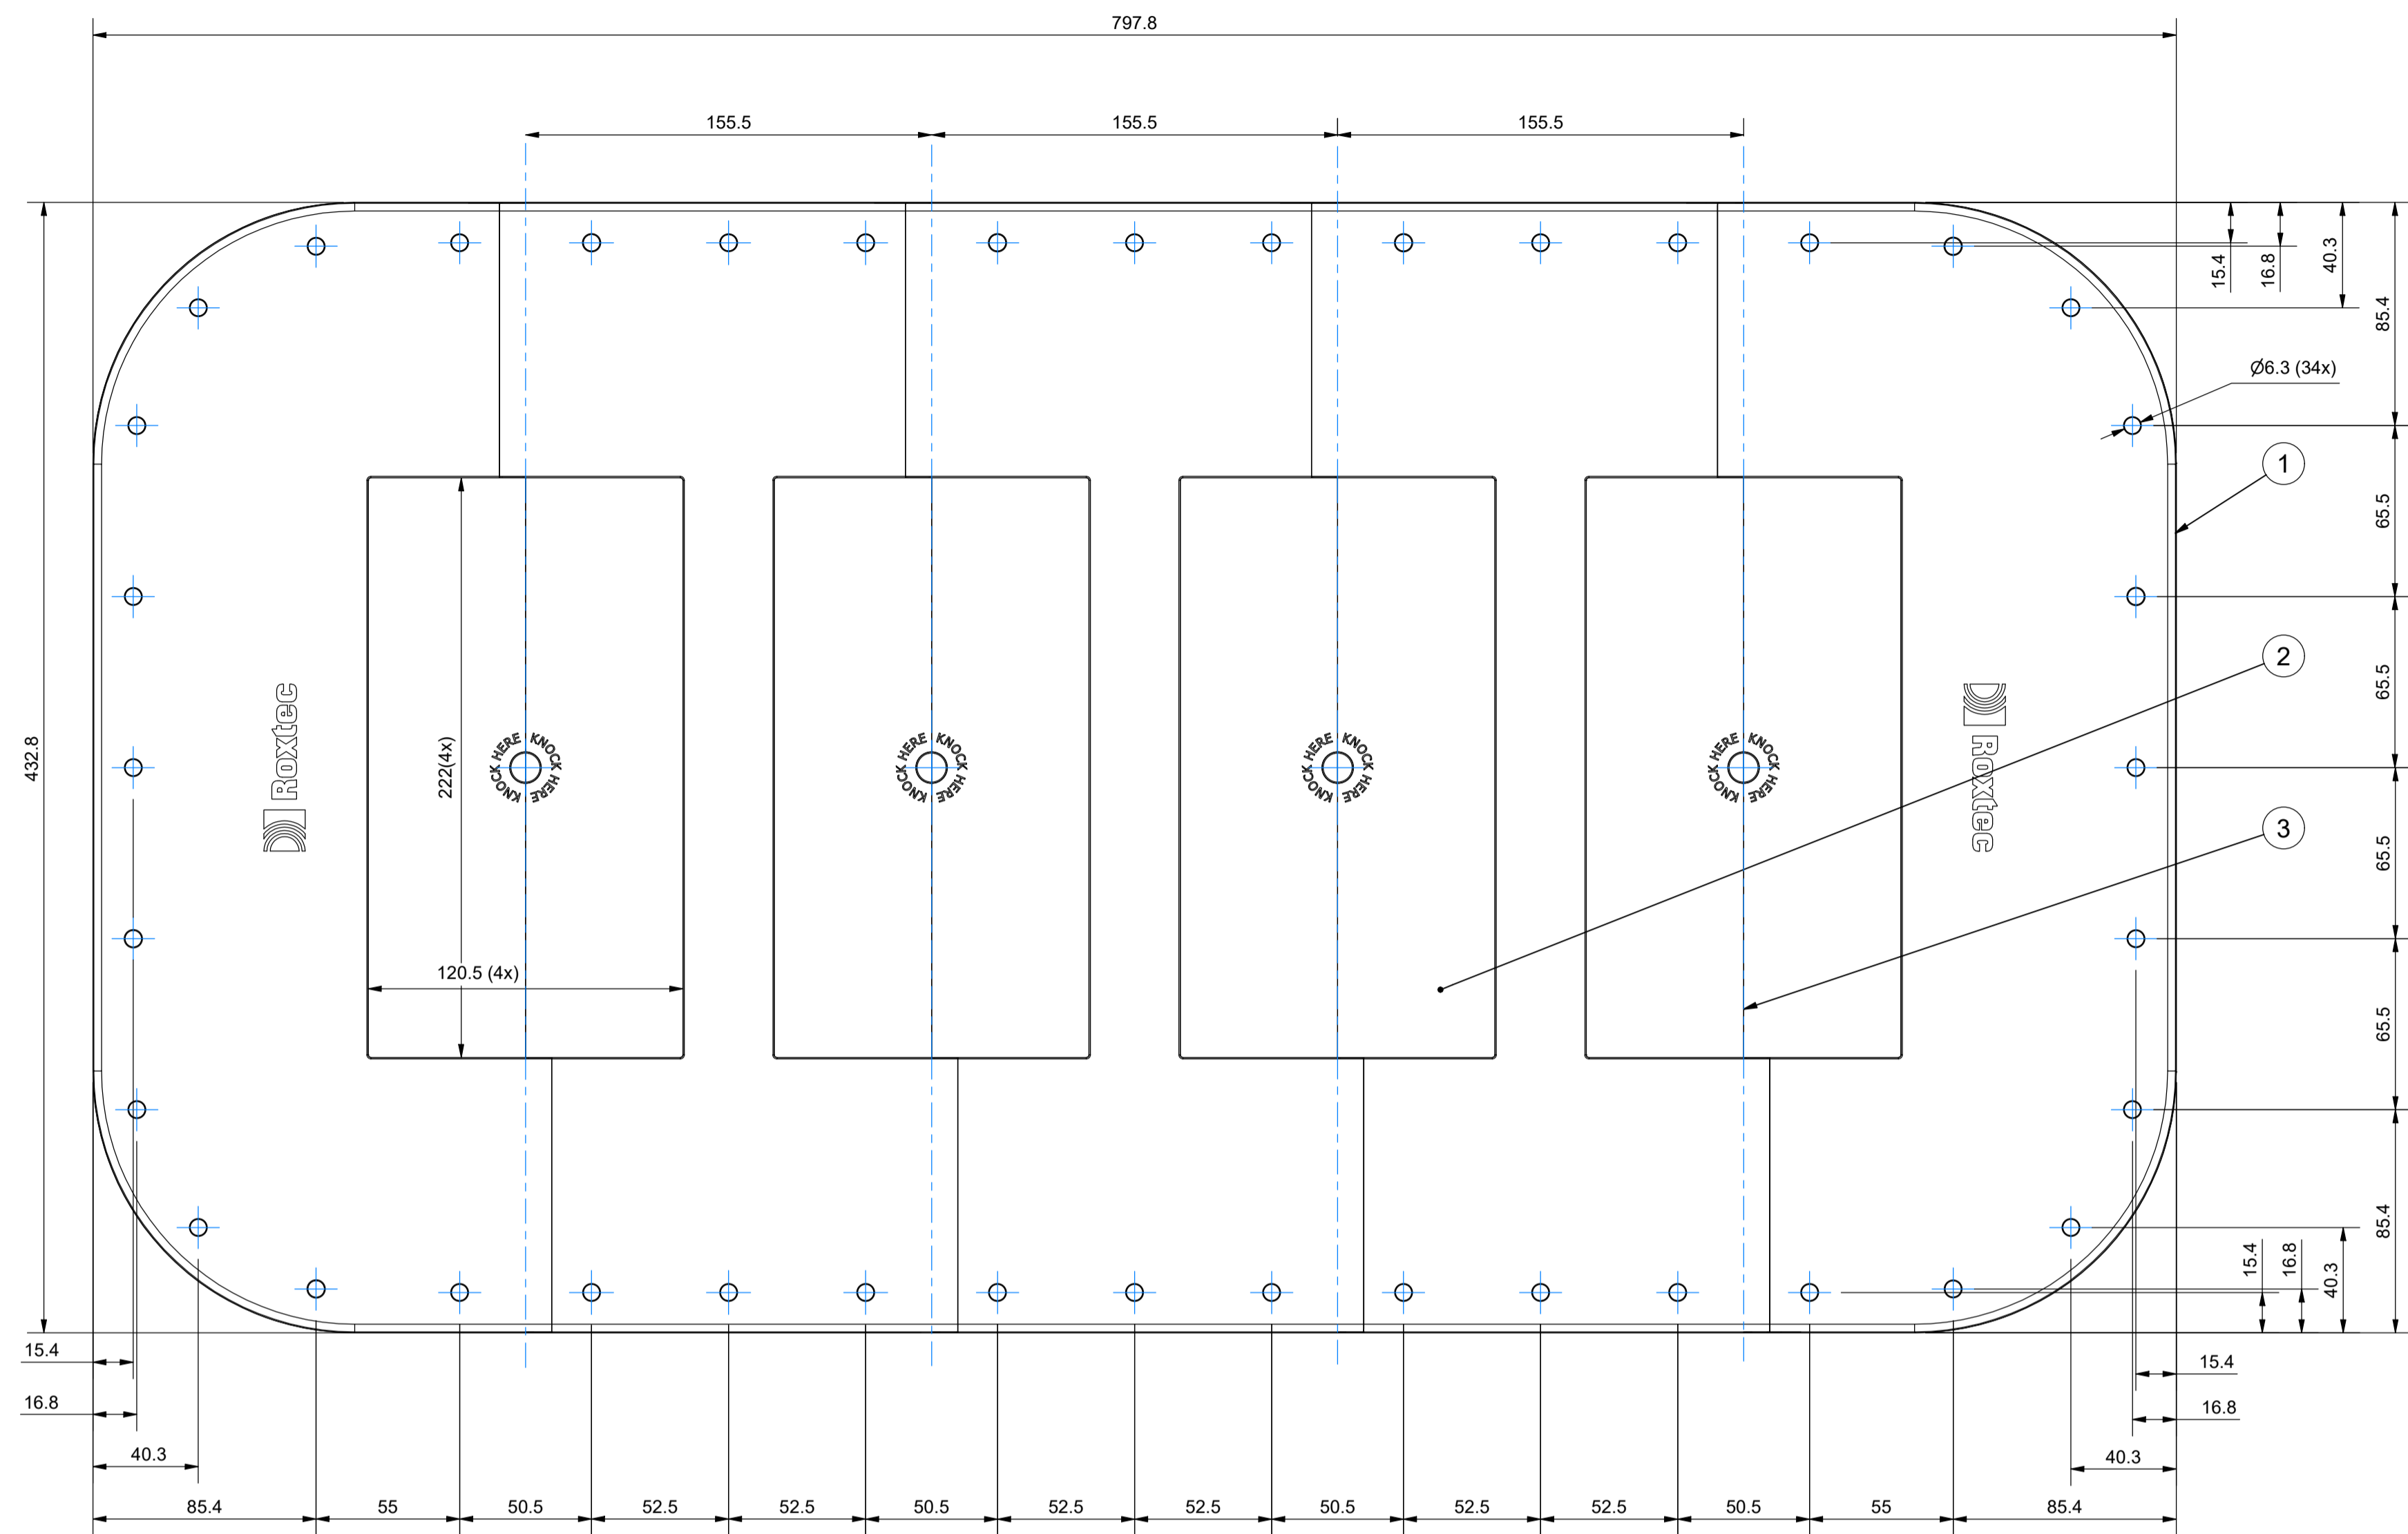 797.8
155.5
155.5
155.5
15.4
16.8
40.3
85.4
Ø6.3 (34x)
1
65.5
2
65.5
3
65.5
65.5
85.4
432.8
222(4x)
120.5 (4x)
Roxtec
KNOCK HERE KNOCK HERE
KNOCK HERE KNOCK HERE
KNOCK HERE KNOCK HERE
KNOCK HERE KNOCK HERE
Roxtec
15.4
16.8
40.3
15.4
16.8
40.3
15.4
16.8
40.3
85.4 55 50.5 52.5 52.5 50.5 52.5 52.5 50.5 52.5 52.5 50.5 55 85.4